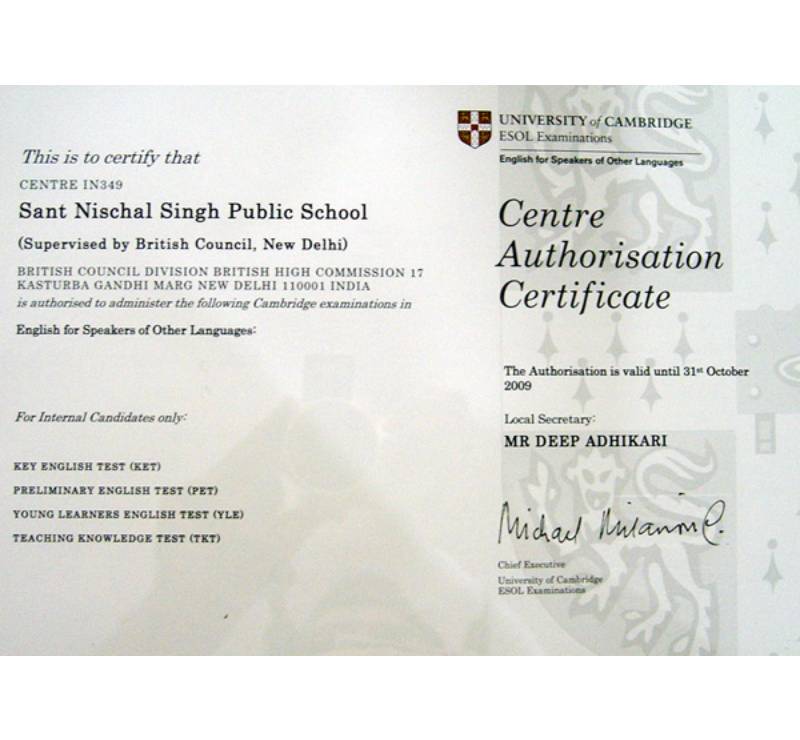 This is to certify that
CENTRE IN349
Sant Nischal Singh Public School
(Supervised by British Council, New Delhi)
BRITISH COUNCIL DIVISION BRITISH HIGH COMMISSION 17
KASTURBA GANDHI MARG NEW DELHI 110001 INDIA
is authorised to administer the following Cambridge examinations in
English for Speakers of Other Languages:
For Internal Candidates only:
KEY ENGLISH TEST (KET)
PRELIMINARY ENGLISH TEST (PET)
YOUNG LEARNERS ENGLISH TEST (YLE)
TEACHING KNOWLEDGE TEST (TKT)
UNIVERSITY of CAMBRIDGE
ESOL Examinations
English for Speakers of Other Languages
Centre
Authorisation
Certificate
The Authorisation is valid until 31st October
2009
Local Secretary:
MR DEEP ADHIKARI
Michael
Chief Executive
University of Cambridge
ESOL Examinations